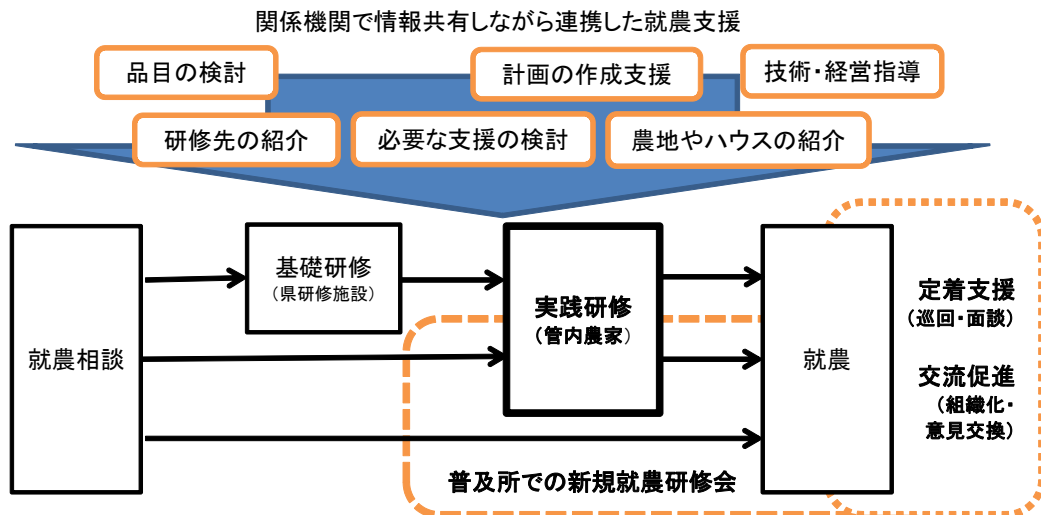 関係機関で情報共有しながら連携した就農支援
品目の検討
計画の作成支援
技術・経営指導
研修先の紹介
必要な支援の検討
農地やハウスの紹介
就農相談
基礎研修
（県研修施設）
実践研修
（管内農家）
就農
定着支援
（巡回・面談）
交流促進
（組織化・
意見交換）
普及所での新規就農研修会